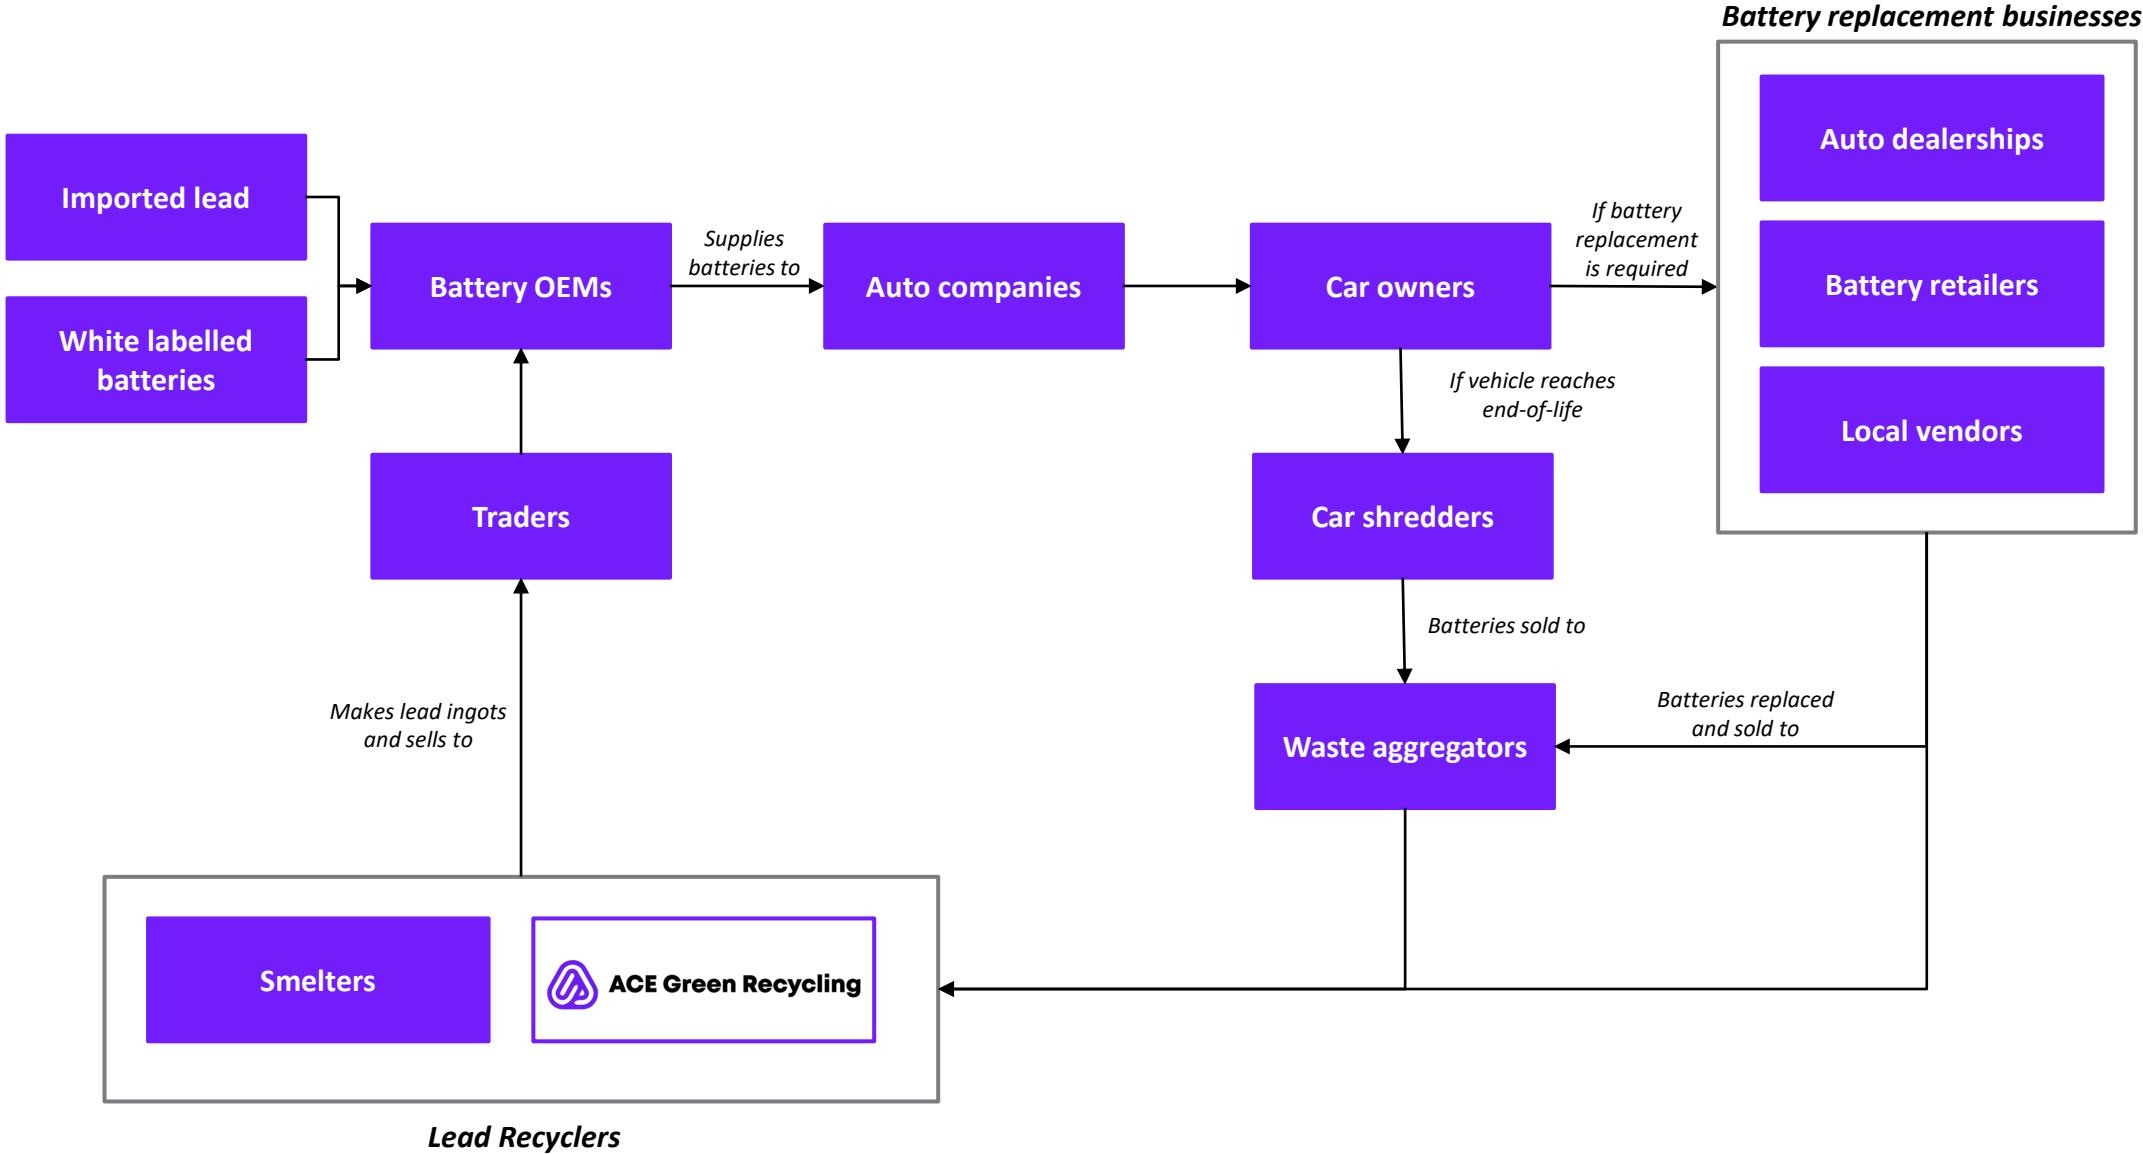 Battery replacement businesses
Auto dealerships
Imported lead
If battery
replacement
is required
Supplies
batteries to
Battery OEMs
Auto companies
Car owners
Battery retailers
White labelled
batteries
If vehicle reaches
end-of-life
Local vendors
Traders
Car shredders
Batteries sold to
Makes lead ingots
and sells to
Batteries replaced
and sold to
Waste aggregators
Smelters
ACE Green Recycling
Lead Recyclers